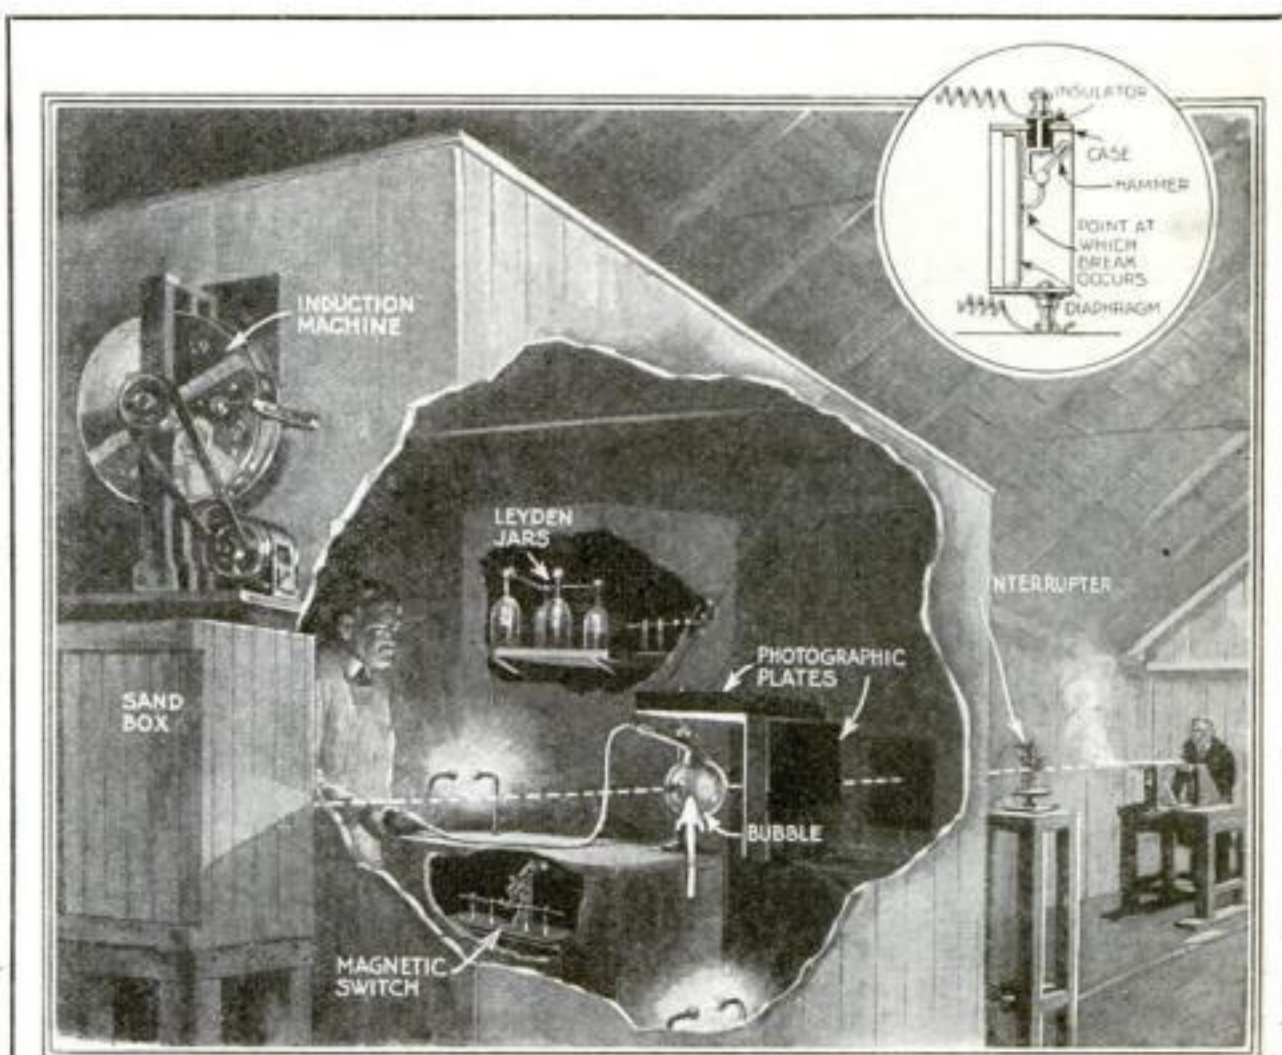 INSULATOR
CASE
HAMMER
POINT AT
WHICH
BREAK
OCCURS
DIAPHRAGM
INDUCTION
MACHINE
LEYDEN
JARS
INTERRUPTER
PHOTOGRAPHIC
PLATES
SAND
BOX
BUBBLE
MAGNETIC
SWITCH